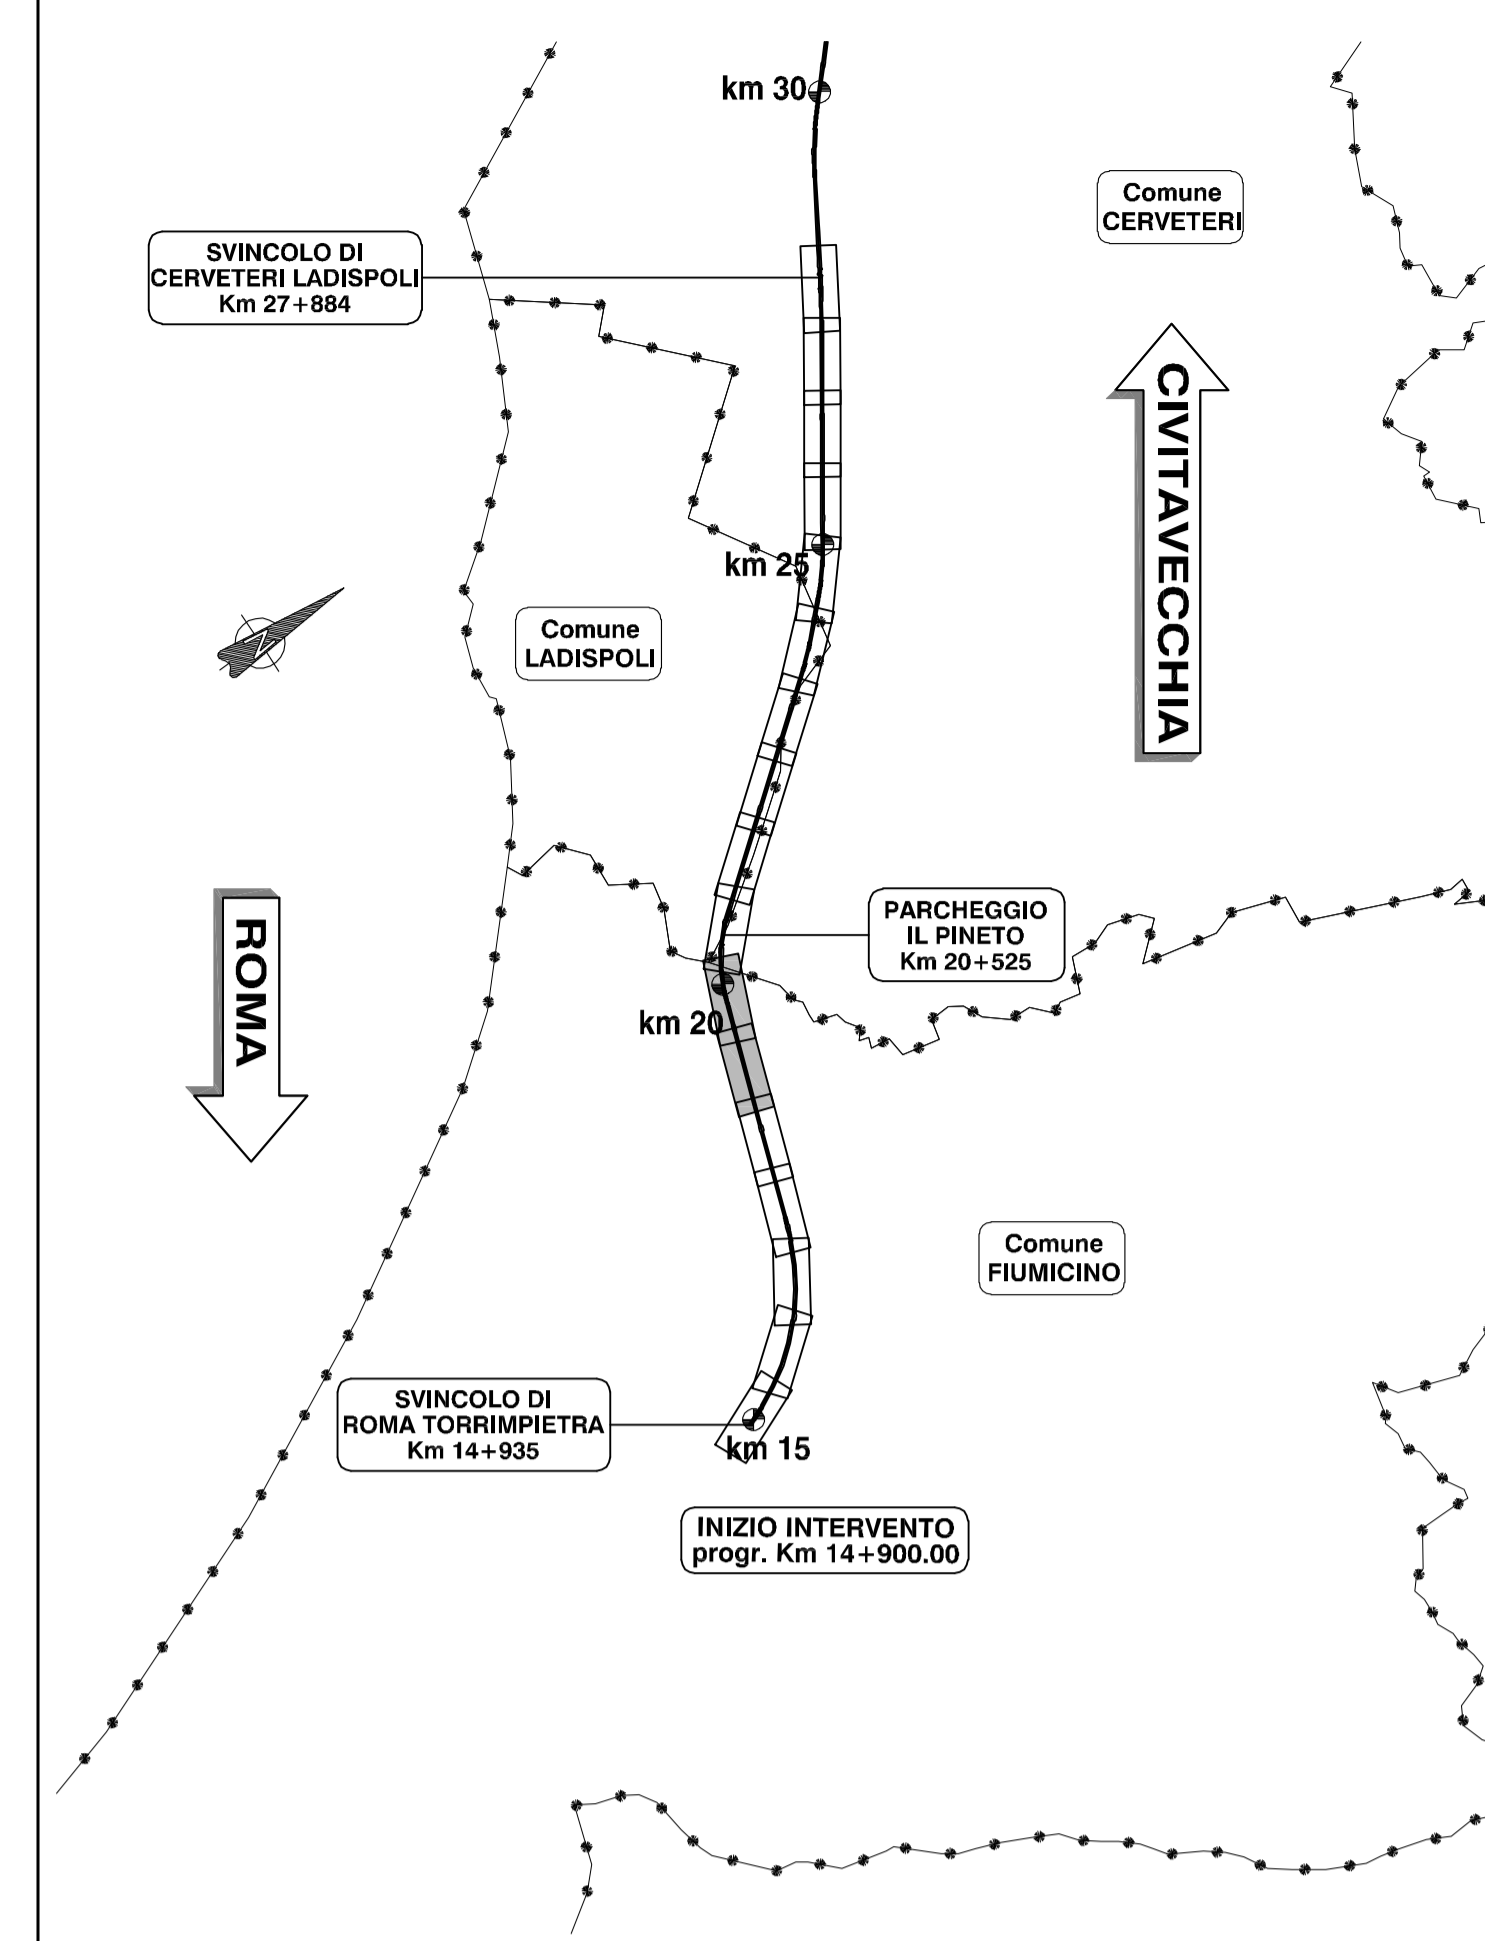 km 30
Comune
CERVETERI
SVINCOLO DI
CERVETERI LADISPOLI
Km 27+884
CIVITAVECCHIA
km 25
Comune
LADISPOLI
N
PARCHEGGIO
IL PINETO
Km 20+525
ROMA
km 20
Comune
FIUMICINO
SVINCOLO DI
ROMA TORRIMPIETRA
Km 14+935
km 15
INIZIO INTERVENTO
progr. Km 14+900.00